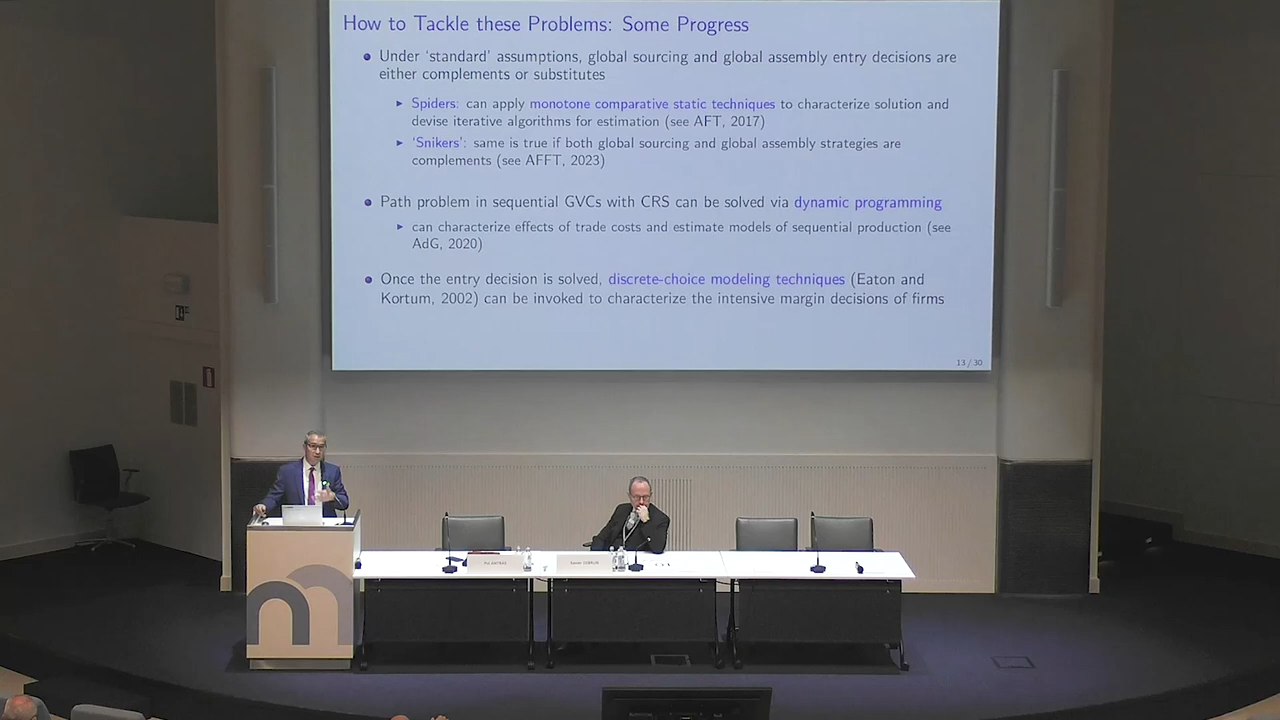 How to Tackle these Problems: Some Progress
Under ‘standard’ assumptions, global sourcing and global assembly entry decisions are
either complements or substitutes
Spiders: can apply monotone comparative static techniques to characterize solution and
devise iterative algorithms for estimation (see AFT, 2017)
‘Snikers’: same is true if both global sourcing and global assembly strategies are
complements (see AFFT, 2023)
Path problem in sequential GVCs with CRS can be solved via dynamic programming
can characterize effects of trade costs and estimate models of sequential production (see
AdG, 2020)
Once the entry decision is solved, discrete-choice modeling techniques (Eaton and
Kortum, 2002) can be invoked to characterize the intensive margin decisions of firms
13 / 30
Pol ANTRÀS